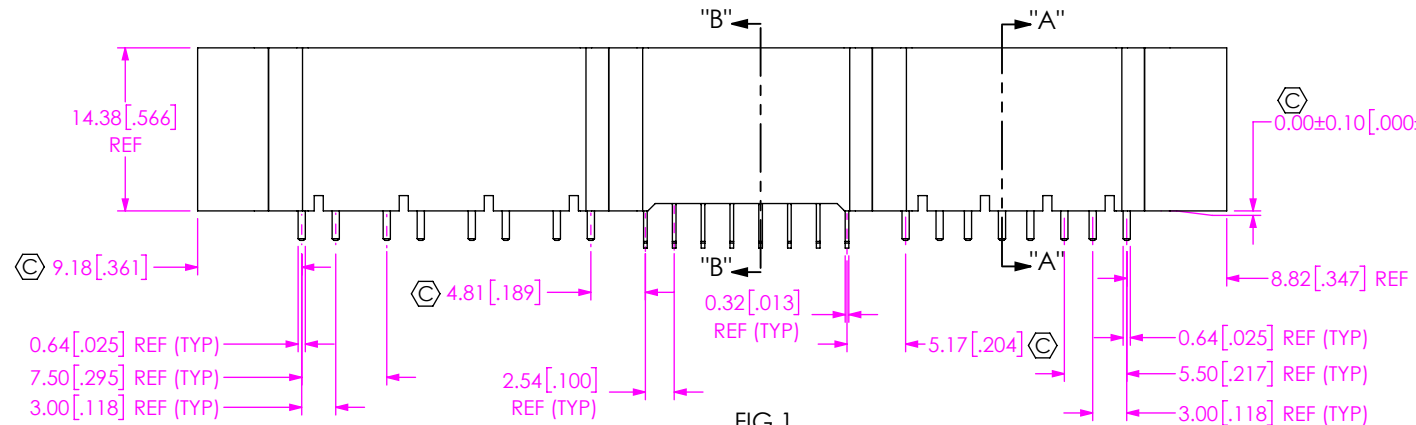 "B"
"A"
14.38[.566]
REF
C
0.00±0.10[.000±
C 9.18[.361]
"B"
"A"
C 4.81[.189]
0.32[.013]
REF (TYP)
8.82[.347] REF
0.64[.025] REF (TYP)
5.17[.204] C
0.64[.025] REF (TYP)
7.50[.295] REF (TYP)
2.54[.100]
REF (TYP)
5.50[.217] REF (TYP)
3.00[.118] REF (TYP)
3.00[.118] REF (TYP)